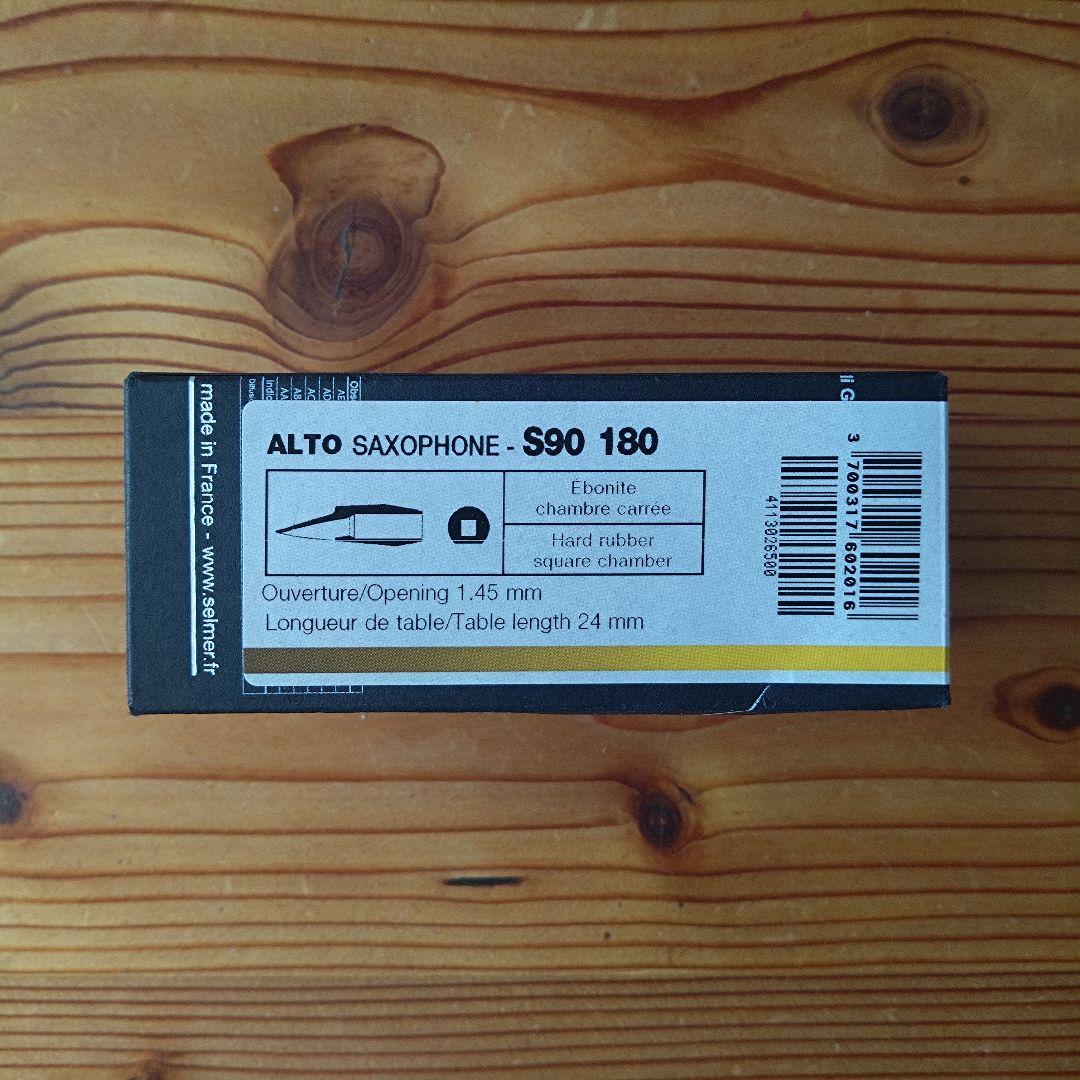 ALTO SAXOPHONE - S90 180
Ébonite
chambre carrée
Hard rubber
square chamber
Ouverture/Opening 1.45 mm
Longueur de table/Table length 24 mm
4113026500
3 700317 602016
made in France - www.selmer.fr